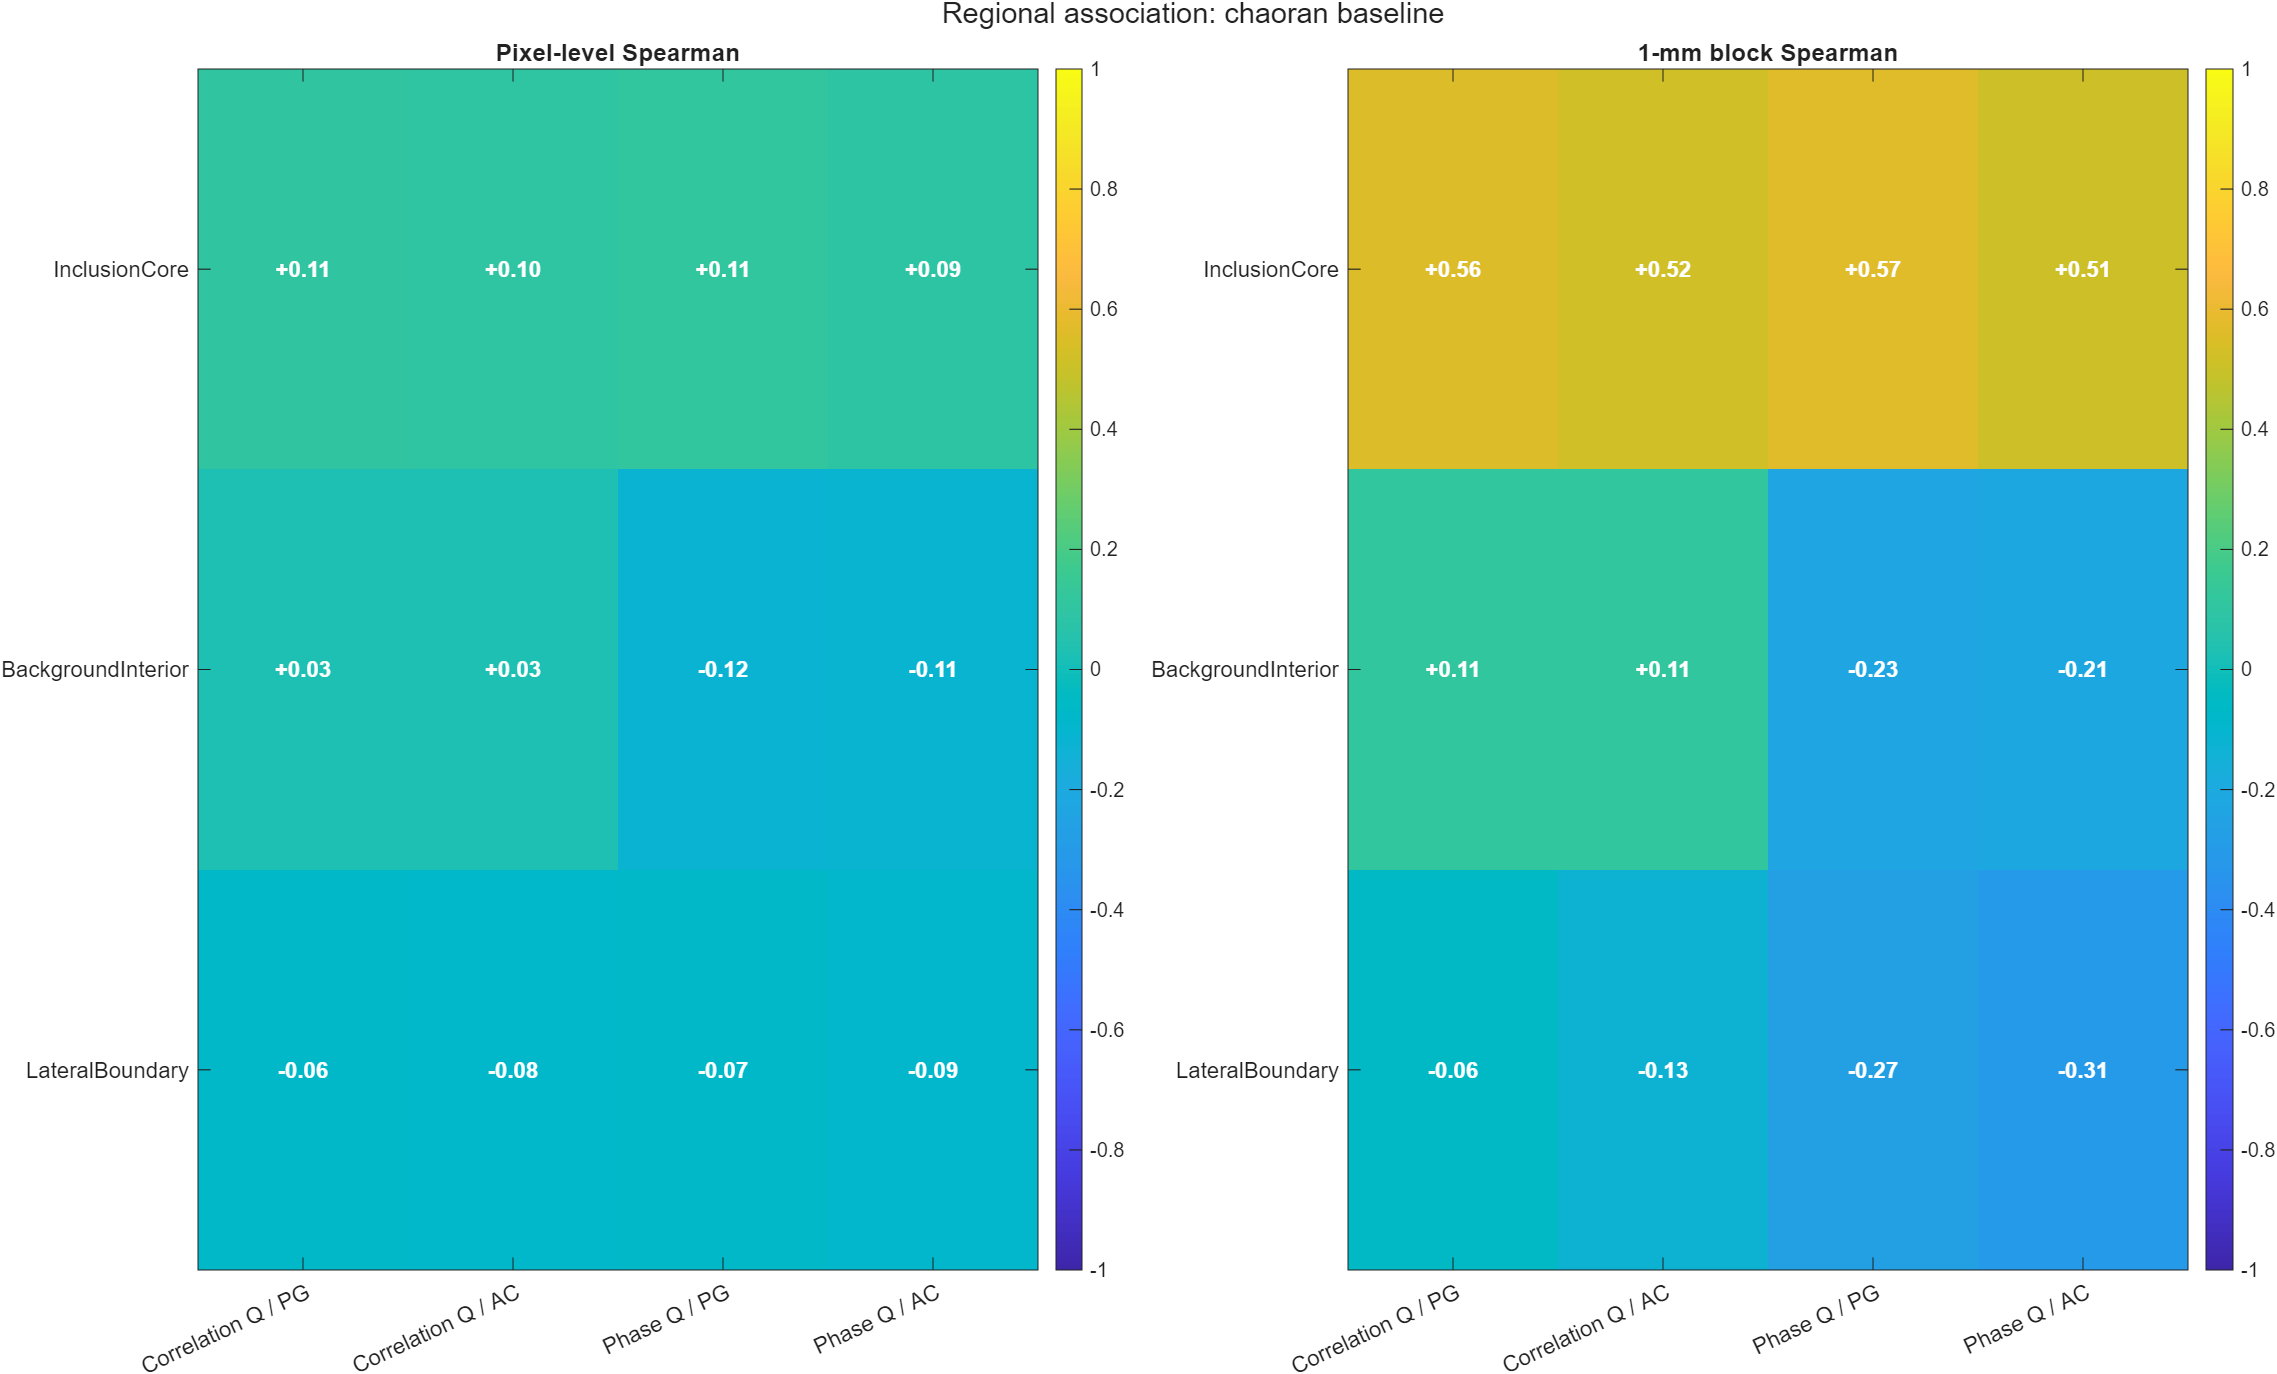 Regional association: chaoran baseline
Pixel-level Spearman
InclusionCore
+0.11 +0.10 +0.11 +0.09
BackgroundInterior
+0.03 +0.03 -0.12 -0.11
LateralBoundary
-0.06 -0.08 -0.07 -0.09
Correlation Q / PG
Correlation Q / AC
Phase Q / PG
Phase Q / AC
1
0.8
0.6
0.4
0.2
0
-0.2
-0.4
-0.6
-0.8
-1
1-mm block Spearman
InclusionCore
+0.56 +0.52 +0.57 +0.51
BackgroundInterior
+0.11 +0.11 -0.23 -0.21
LateralBoundary
-0.06 -0.13 -0.27 -0.31
Correlation Q / PG
Correlation Q / AC
Phase Q / PG
Phase Q / AC
1
0.8
0.6
0.4
0.2
0
-0.2
-0.4
-0.6
-0.8
-1